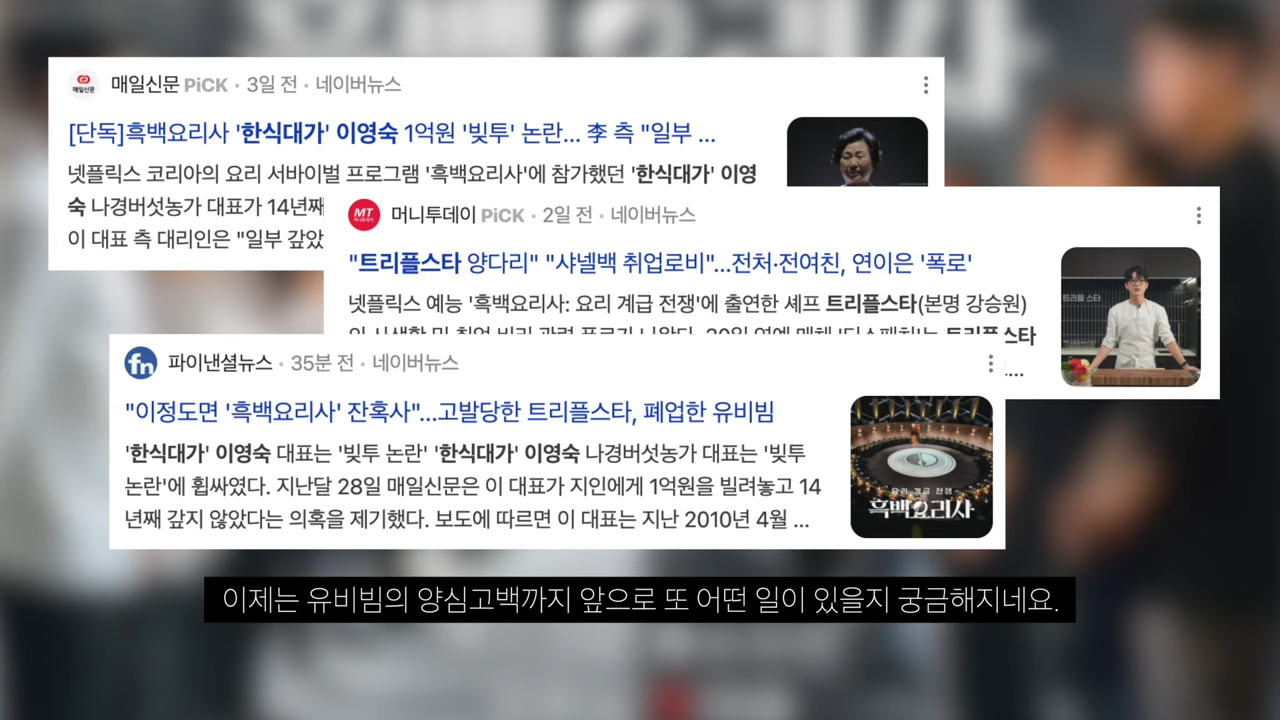 매일신문 PiCK · 3일 전 · 네이버뉴스
[단독]흑백요리사 '한식대가' 이영숙 1억원 '빚투' 논란... 李 측 "일부 ...
넷플릭스 코리아의 요리 서바이벌 프로그램 '흑백요리사'에 참가했던 '한식대가' 이영
숙 나경버섯농가 대표가 14년째
이 대표 측 대리인은 "일부 갚았
MT
머니투데이 PiCK · 2일 전 · 네이버뉴스
"트리플스타 양다리" "샤넬백 취업로비"...전처·전여친, 연이은 '폭로'
넷플릭스 예능 '흑백요리사: 요리 계급 전쟁'에 출연한 셰프 트리플스타(본명 강승원)
트리플스타
트리플 스타
fn 파이낸셜뉴스 · 35분 전 · 네이버뉴스
"이정도면 '흑백요리사' 잔혹사"...고발당한 트리플스타, 폐업한 유비빔
'한식대가' 이영숙 대표는 '빚투 논란' '한식대가' 이영숙 나경버섯농가 대표는 '빚투
논란'에 휩싸였다. 지난달 28일 매일신문은 이 대표가 지인에게 1억원을 빌려놓고 14
년째 갚지 않았다는 의혹을 제기했다. 보도에 따르면 이 대표는 지난 2010년 4월 ...
요리 계급 전쟁
흑백요리사
이제는 유비빔의 양심고백까지 앞으로 또 어떤 일이 있을지 궁금해지네요.